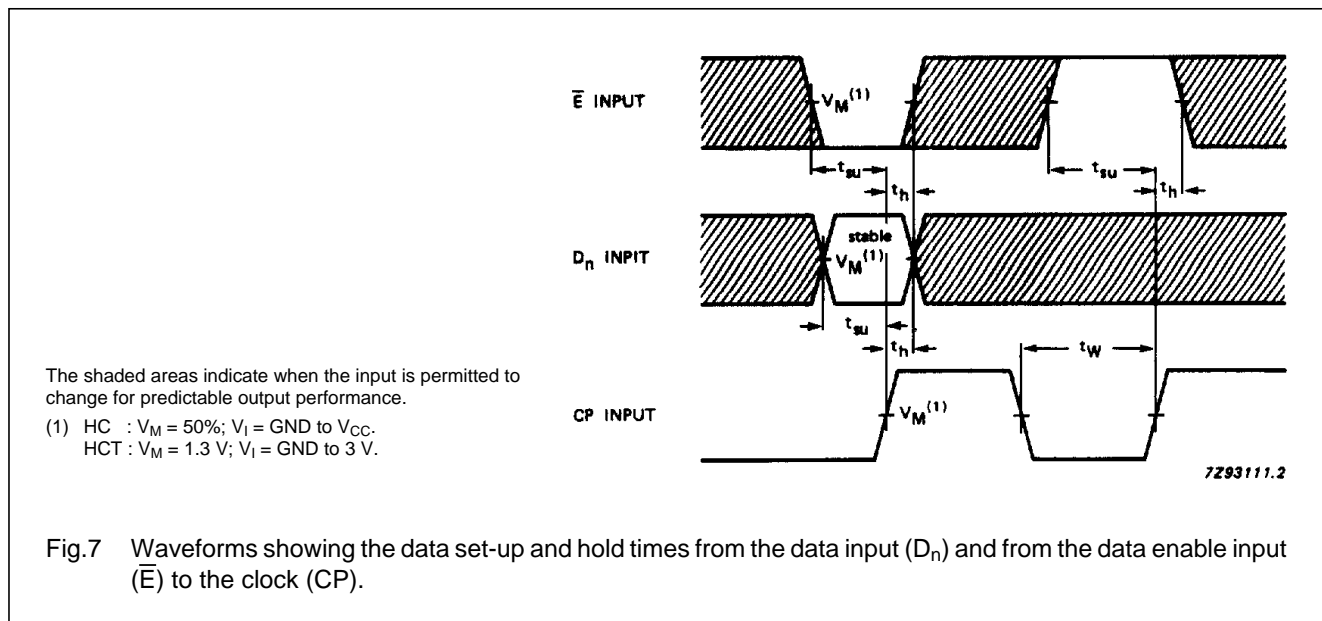 E̅ INPUT
V_M(1)
t_su
t_h
t_su
t_h
D_n INPIT
stable
V_M(1)
t_su
t_h
t_W
CP INPUT
V_M(1)
7Z93111.2
The shaded areas indicate when the input is permitted to
change for predictable output performance.
(1) HC : V_M = 50%; V_I = GND to V_CC.
HCT : V_M = 1.3 V; V_I = GND to 3 V.
Fig.7 Waveforms showing the data set-up and hold times from the data input (D_n) and from the data enable input
(E̅) to the clock (CP).